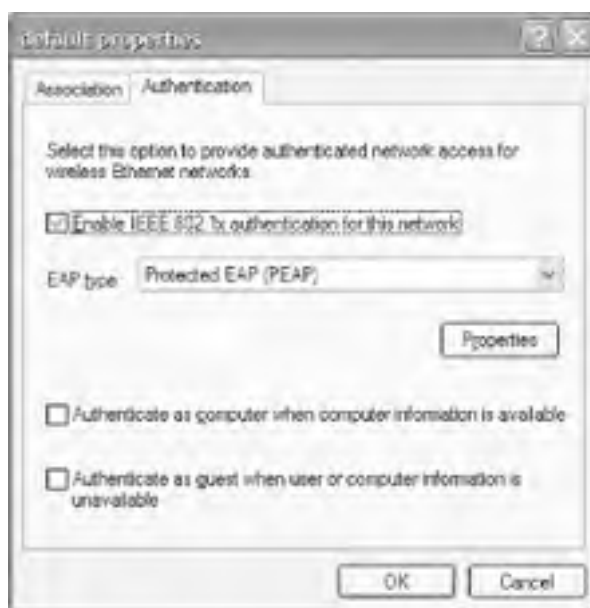 default properties
Association Authentication
Select this option to provide authenticated network access for
wireless Ethernet networks.
Enable IEEE 802.1x authentication for this network
EAP type: Protected EAP (PEAP)
Properties
Authenticate as computer when computer information is available
Authenticate as guest when user or computer information is
unavailable
OK Cancel